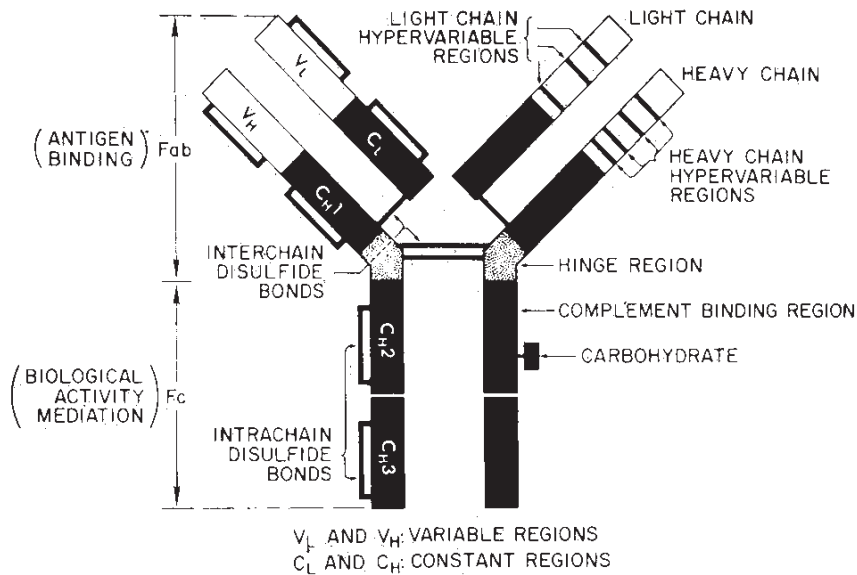 LIGHT CHAIN
HYPERVARIABLE
REGIONS
LIGHT CHAIN
HEAVY CHAIN
V_L
V_H
C_L
C_H1
(ANTIGEN
BINDING) Fab
HEAVY CHAIN
HYPERVARIABLE
REGIONS
INTERCHAIN
DISULFIDE
BONDS
HINGE REGION
COMPLEMENT BINDING REGION
C_H2
CARBOHYDRATE
(BIOLOGICAL
ACTIVITY
MEDIATION) Fc
INTRACHAIN
DISULFIDE
BONDS
C_H3
V_L AND V_H: VARIABLE REGIONS
C_L AND C_H: CONSTANT REGIONS